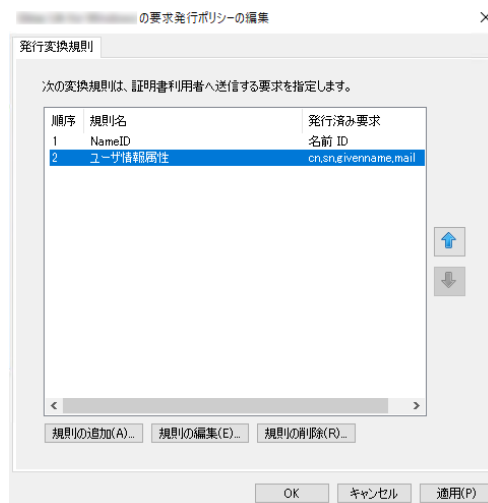 の要求発行ポリシーの編集
発行変換規則
次の変換規則は、証明書利用者へ送信する要求を指定します。
順序 規則名 発行済み要求
1 NameID 名前 ID
2 ユーザ情報属性 cn,sn,givenname,mail
規則の追加(A)... 規則の編集(E)... 規則の削除(R)...
OK キャンセル 適用(P)